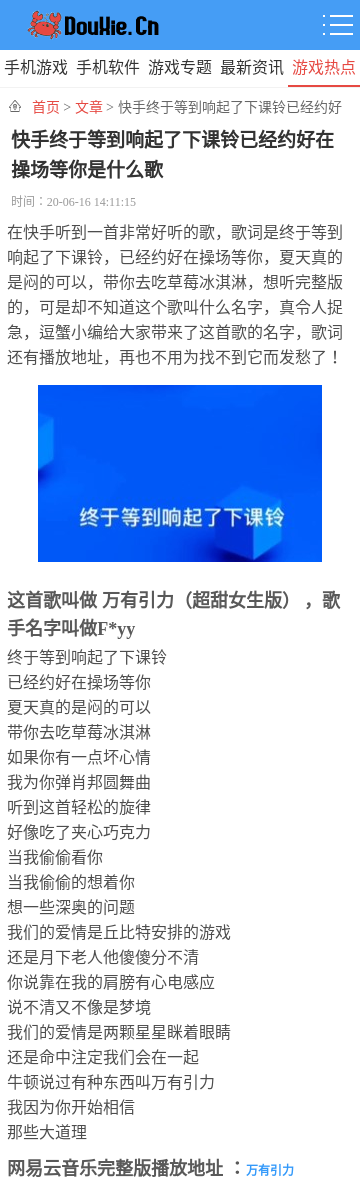 Doukie.Cn
手机游戏 手机软件 游戏专题 最新资讯 游戏热点
首页 > 文章 > 快手终于等到响起了下课铃已经约好
快手终于等到响起了下课铃已经约好在
操场等你是什么歌
时间：20-06-16 14:11:15
在快手听到一首非常好听的歌，歌词是终于等到
响起了下课铃，已经约好在操场等你，夏天真的
是闷的可以，带你去吃草莓冰淇淋，想听完整版
的，可是却不知道这个歌叫什么名字，真令人捉
急，逗蟹小编给大家带来了这首歌的名字，歌词
还有播放地址，再也不用为找不到它而发愁了！
终于等到响起了下课铃
这首歌叫做 万有引力（超甜女生版），歌
手名字叫做F*yy
终于等到响起了下课铃
已经约好在操场等你
夏天真的是闷的可以
带你去吃草莓冰淇淋
如果你有一点坏心情
我为你弹肖邦圆舞曲
听到这首轻松的旋律
好像吃了夹心巧克力
当我偷偷看你
当我偷偷的想着你
想一些深奥的问题
我们的爱情是丘比特安排的游戏
还是月下老人他傻傻分不清
你说靠在我的肩膀有心电感应
说不清又不像是梦境
我们的爱情是两颗星星眯着眼睛
还是命中注定我们会在一起
牛顿说过有种东西叫万有引力
我因为你开始相信
那些大道理
网易云音乐完整版播放地址 ：万有引力